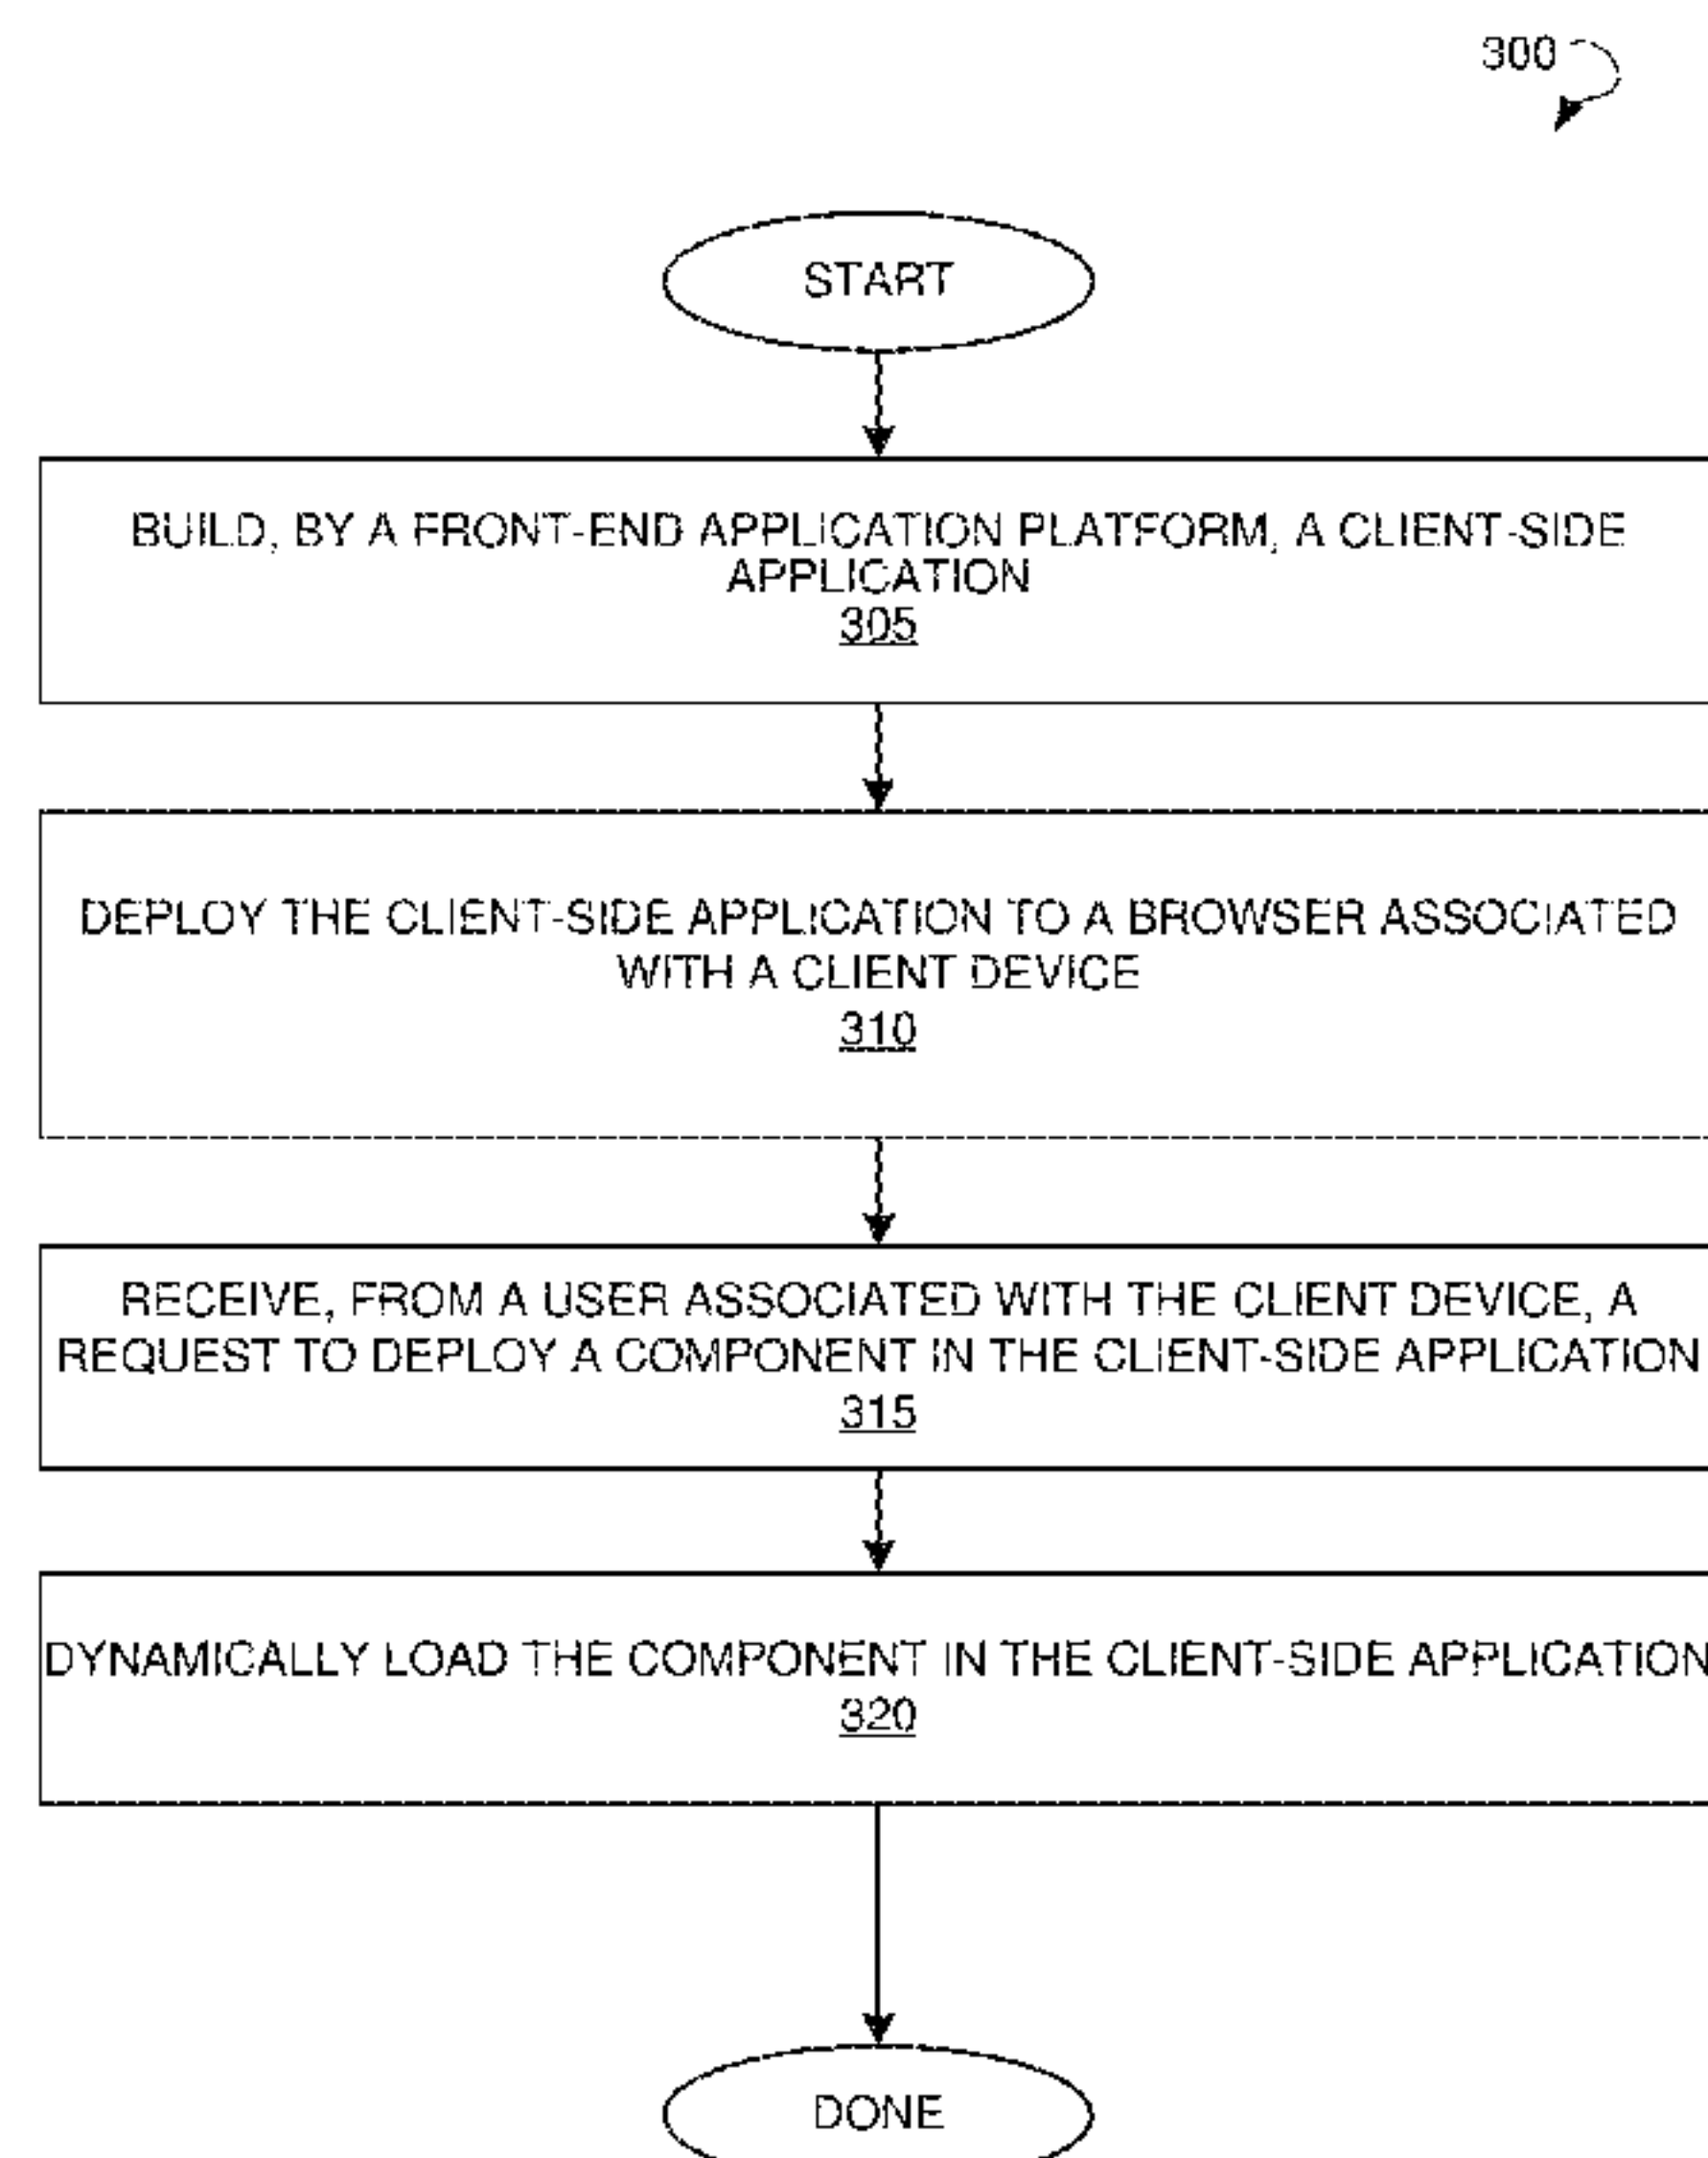 300
START
BUILD, BY A FRONT-END APPLICATION PLATFORM, A CLIENT-SIDE
APPLICATION
305
DEPLOY THE CLIENT-SIDE APPLICATION TO A BROWSER ASSOCIATED
WITH A CLIENT DEVICE
310
RECEIVE, FROM A USER ASSOCIATED WITH THE CLIENT DEVICE, A
REQUEST TO DEPLOY A COMPONENT IN THE CLIENT-SIDE APPLICATION
315
DYNAMICALLY LOAD THE COMPONENT IN THE CLIENT-SIDE APPLICATION
320
DONE